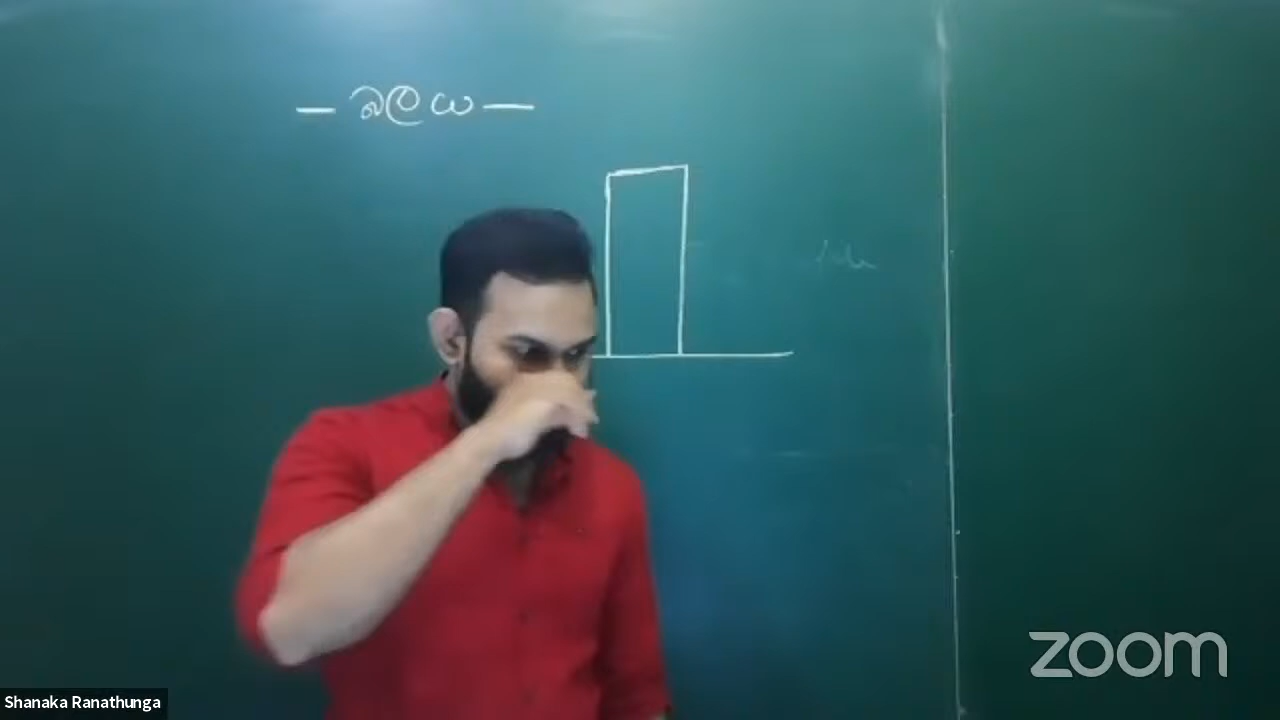 — බලය —
zoom
Shanaka Ranathunga